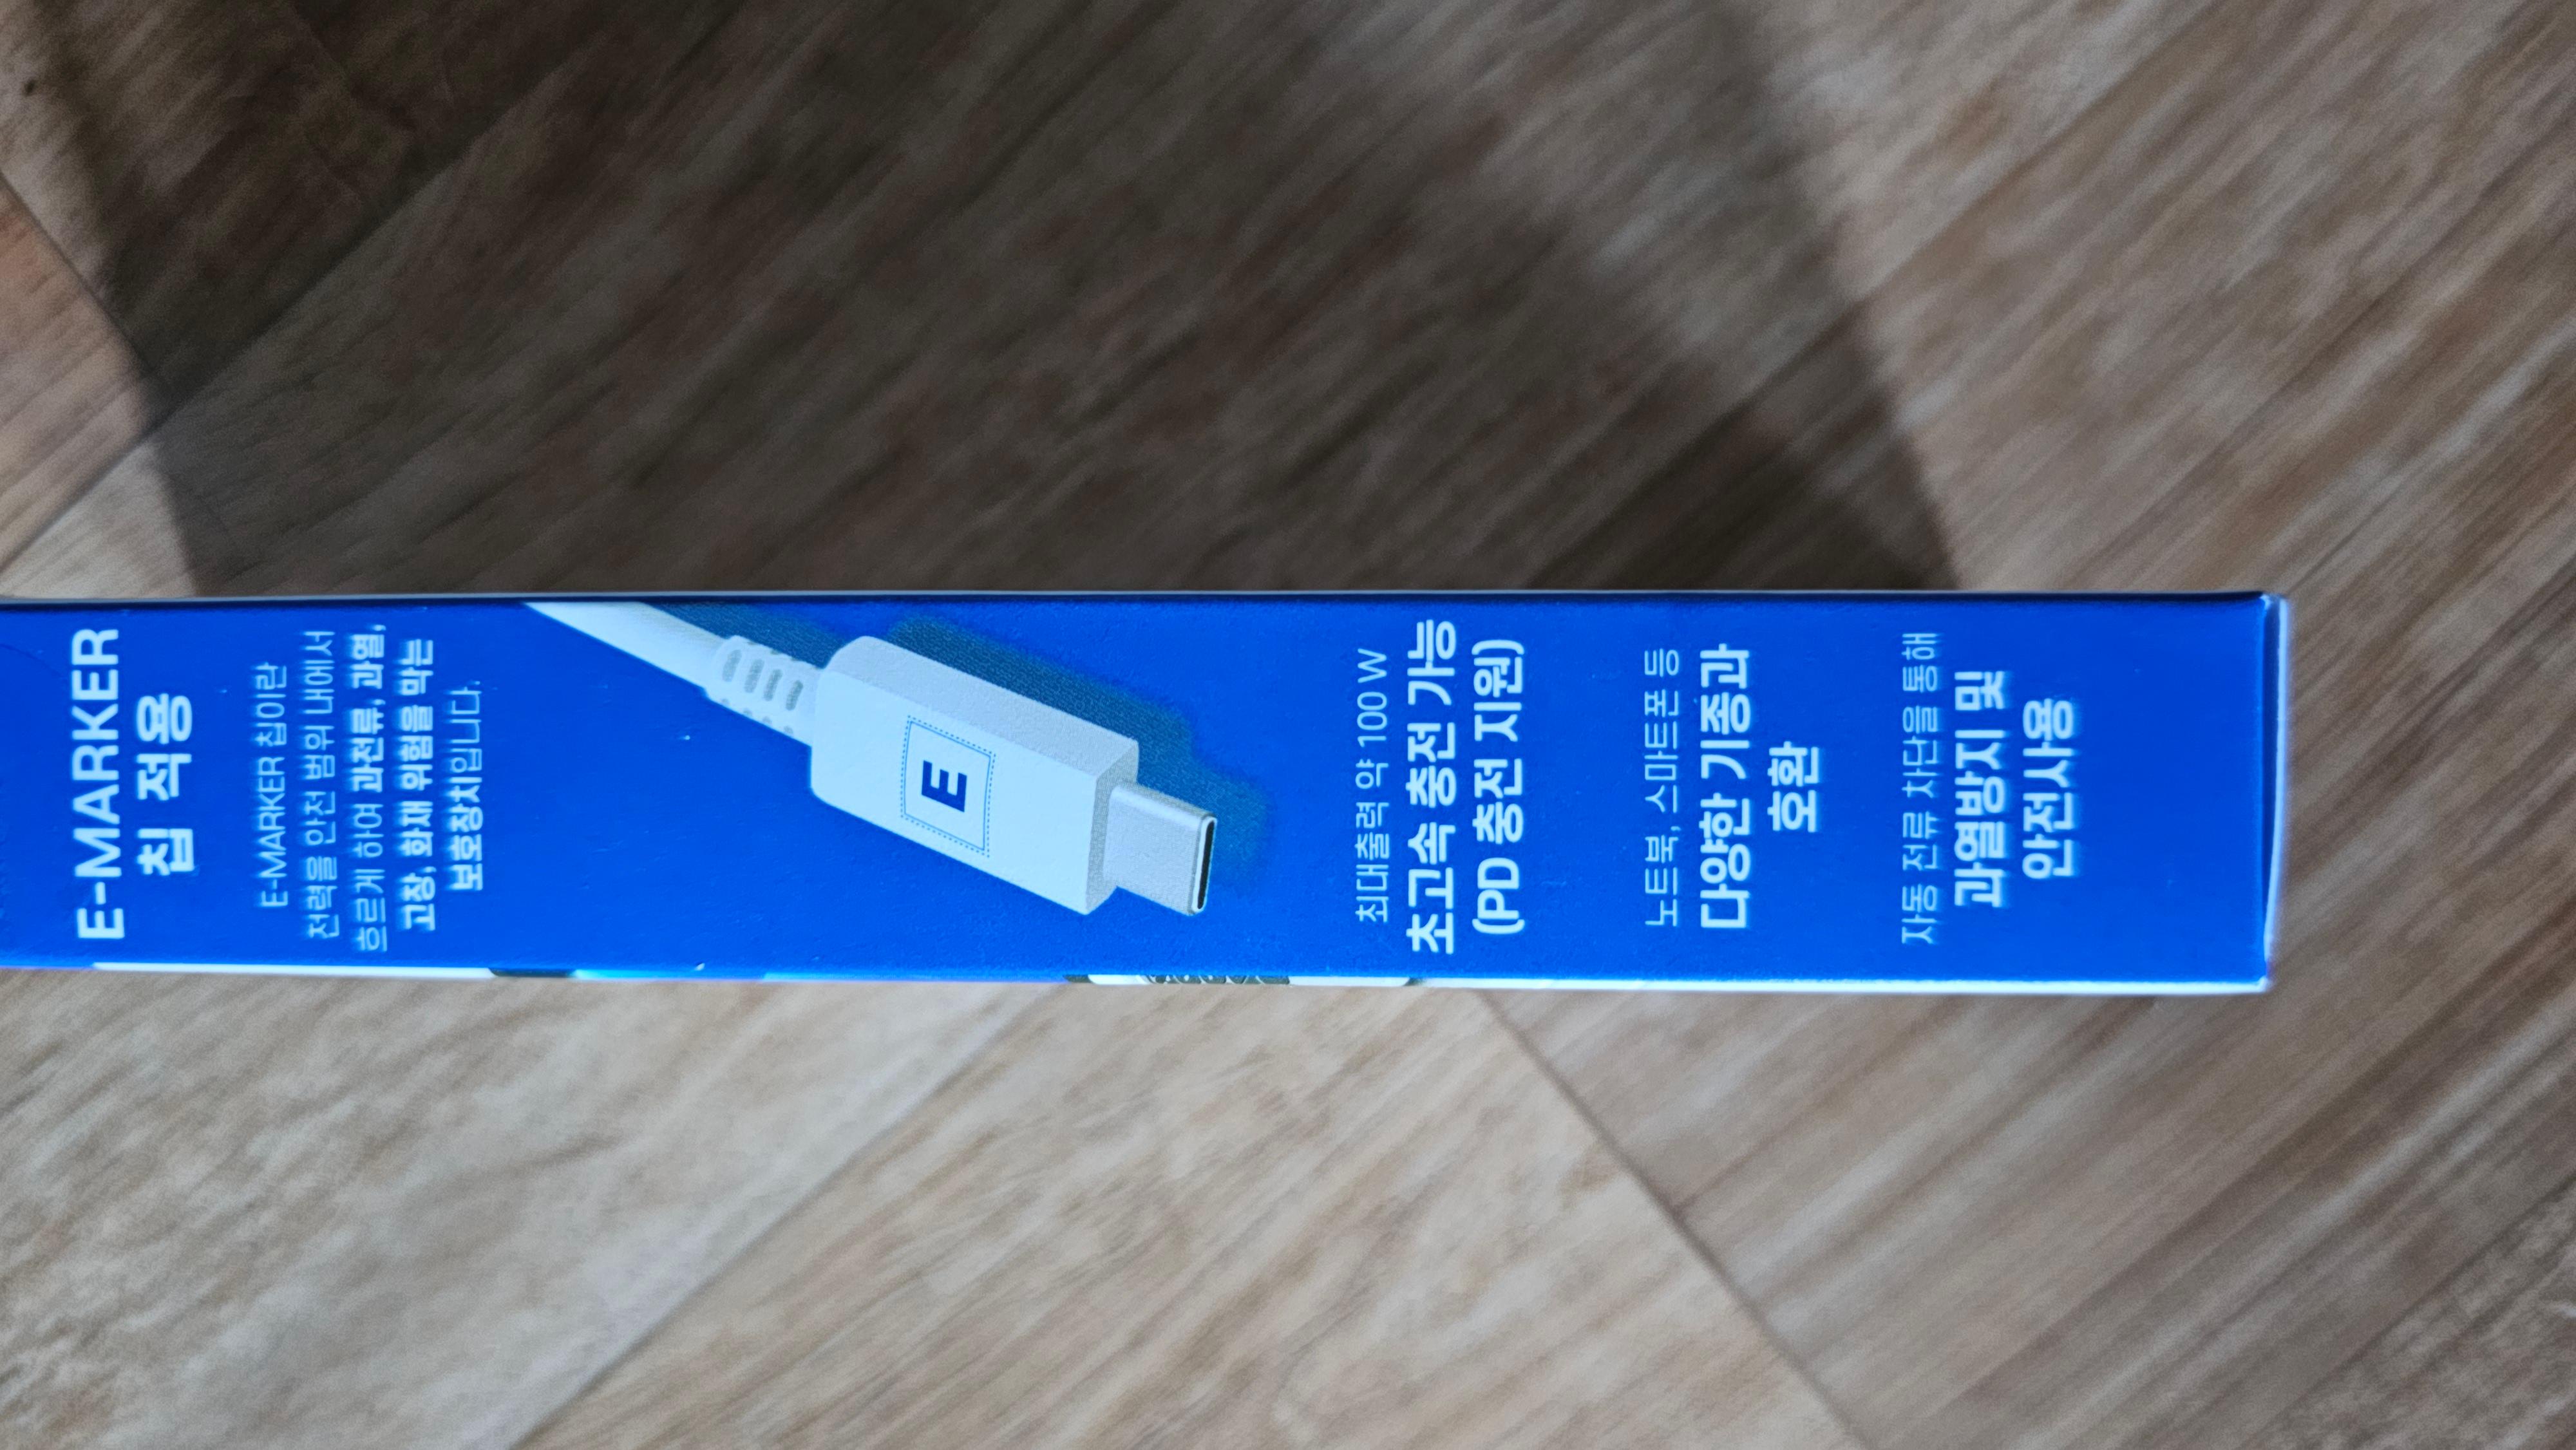 E-MARKER
칩 적용
E-MARKER 칩이란
전력을 안전 범위 내에서
흐르게 하여 과전류, 과열,
고장, 화재 위험을 막는
보호장치입니다.
E
최대출력 약 100W
초고속 충전 가능
(PD 충전 지원)
노트북, 스마트폰 등
다양한 기종과
호환
자동 전류 차단을 통해
과열방지 및
안전사용